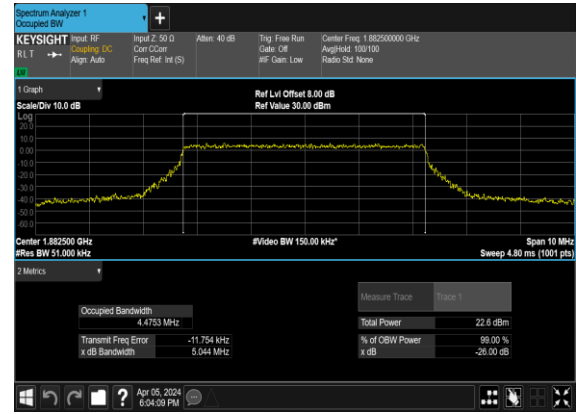 Spectrum Analyzer 1
Occupied BW
+
KEYSIGHT Input: RF Input Z: 50 Ω Atten: 40 dB Trig: Free Run Center Freq: 1.882500000 GHz
RLT Coupling: DC Corr CCorr Gate: Off Avg|Hold: 100/100
Align: Auto Freq Ref: Int (S) #IF Gain: Low Radio Std: None
1 Graph
Ref Lvl Offset 8.00 dB
Scale/Div 10.0 dB Ref Value 30.00 dBm
Log
20.0
10.0
0.00
-10.0
-20.0
-30.0
-40.0
-50.0
-60.0
Center 1.882500 GHz #Video BW 150.00 kHz* Span 10 MHz
#Res BW 51.000 kHz Sweep 4.80 ms (1001 pts)
2 Metrics
Measure Trace Trace 1
Occupied Bandwidth
4.4753 MHz Total Power 22.6 dBm
Transmit Freq Error -11.754 kHz % of OBW Power 99.00 %
x dB Bandwidth 5.044 MHz x dB -26.00 dB
? Apr 05, 2024
6:04:09 PM